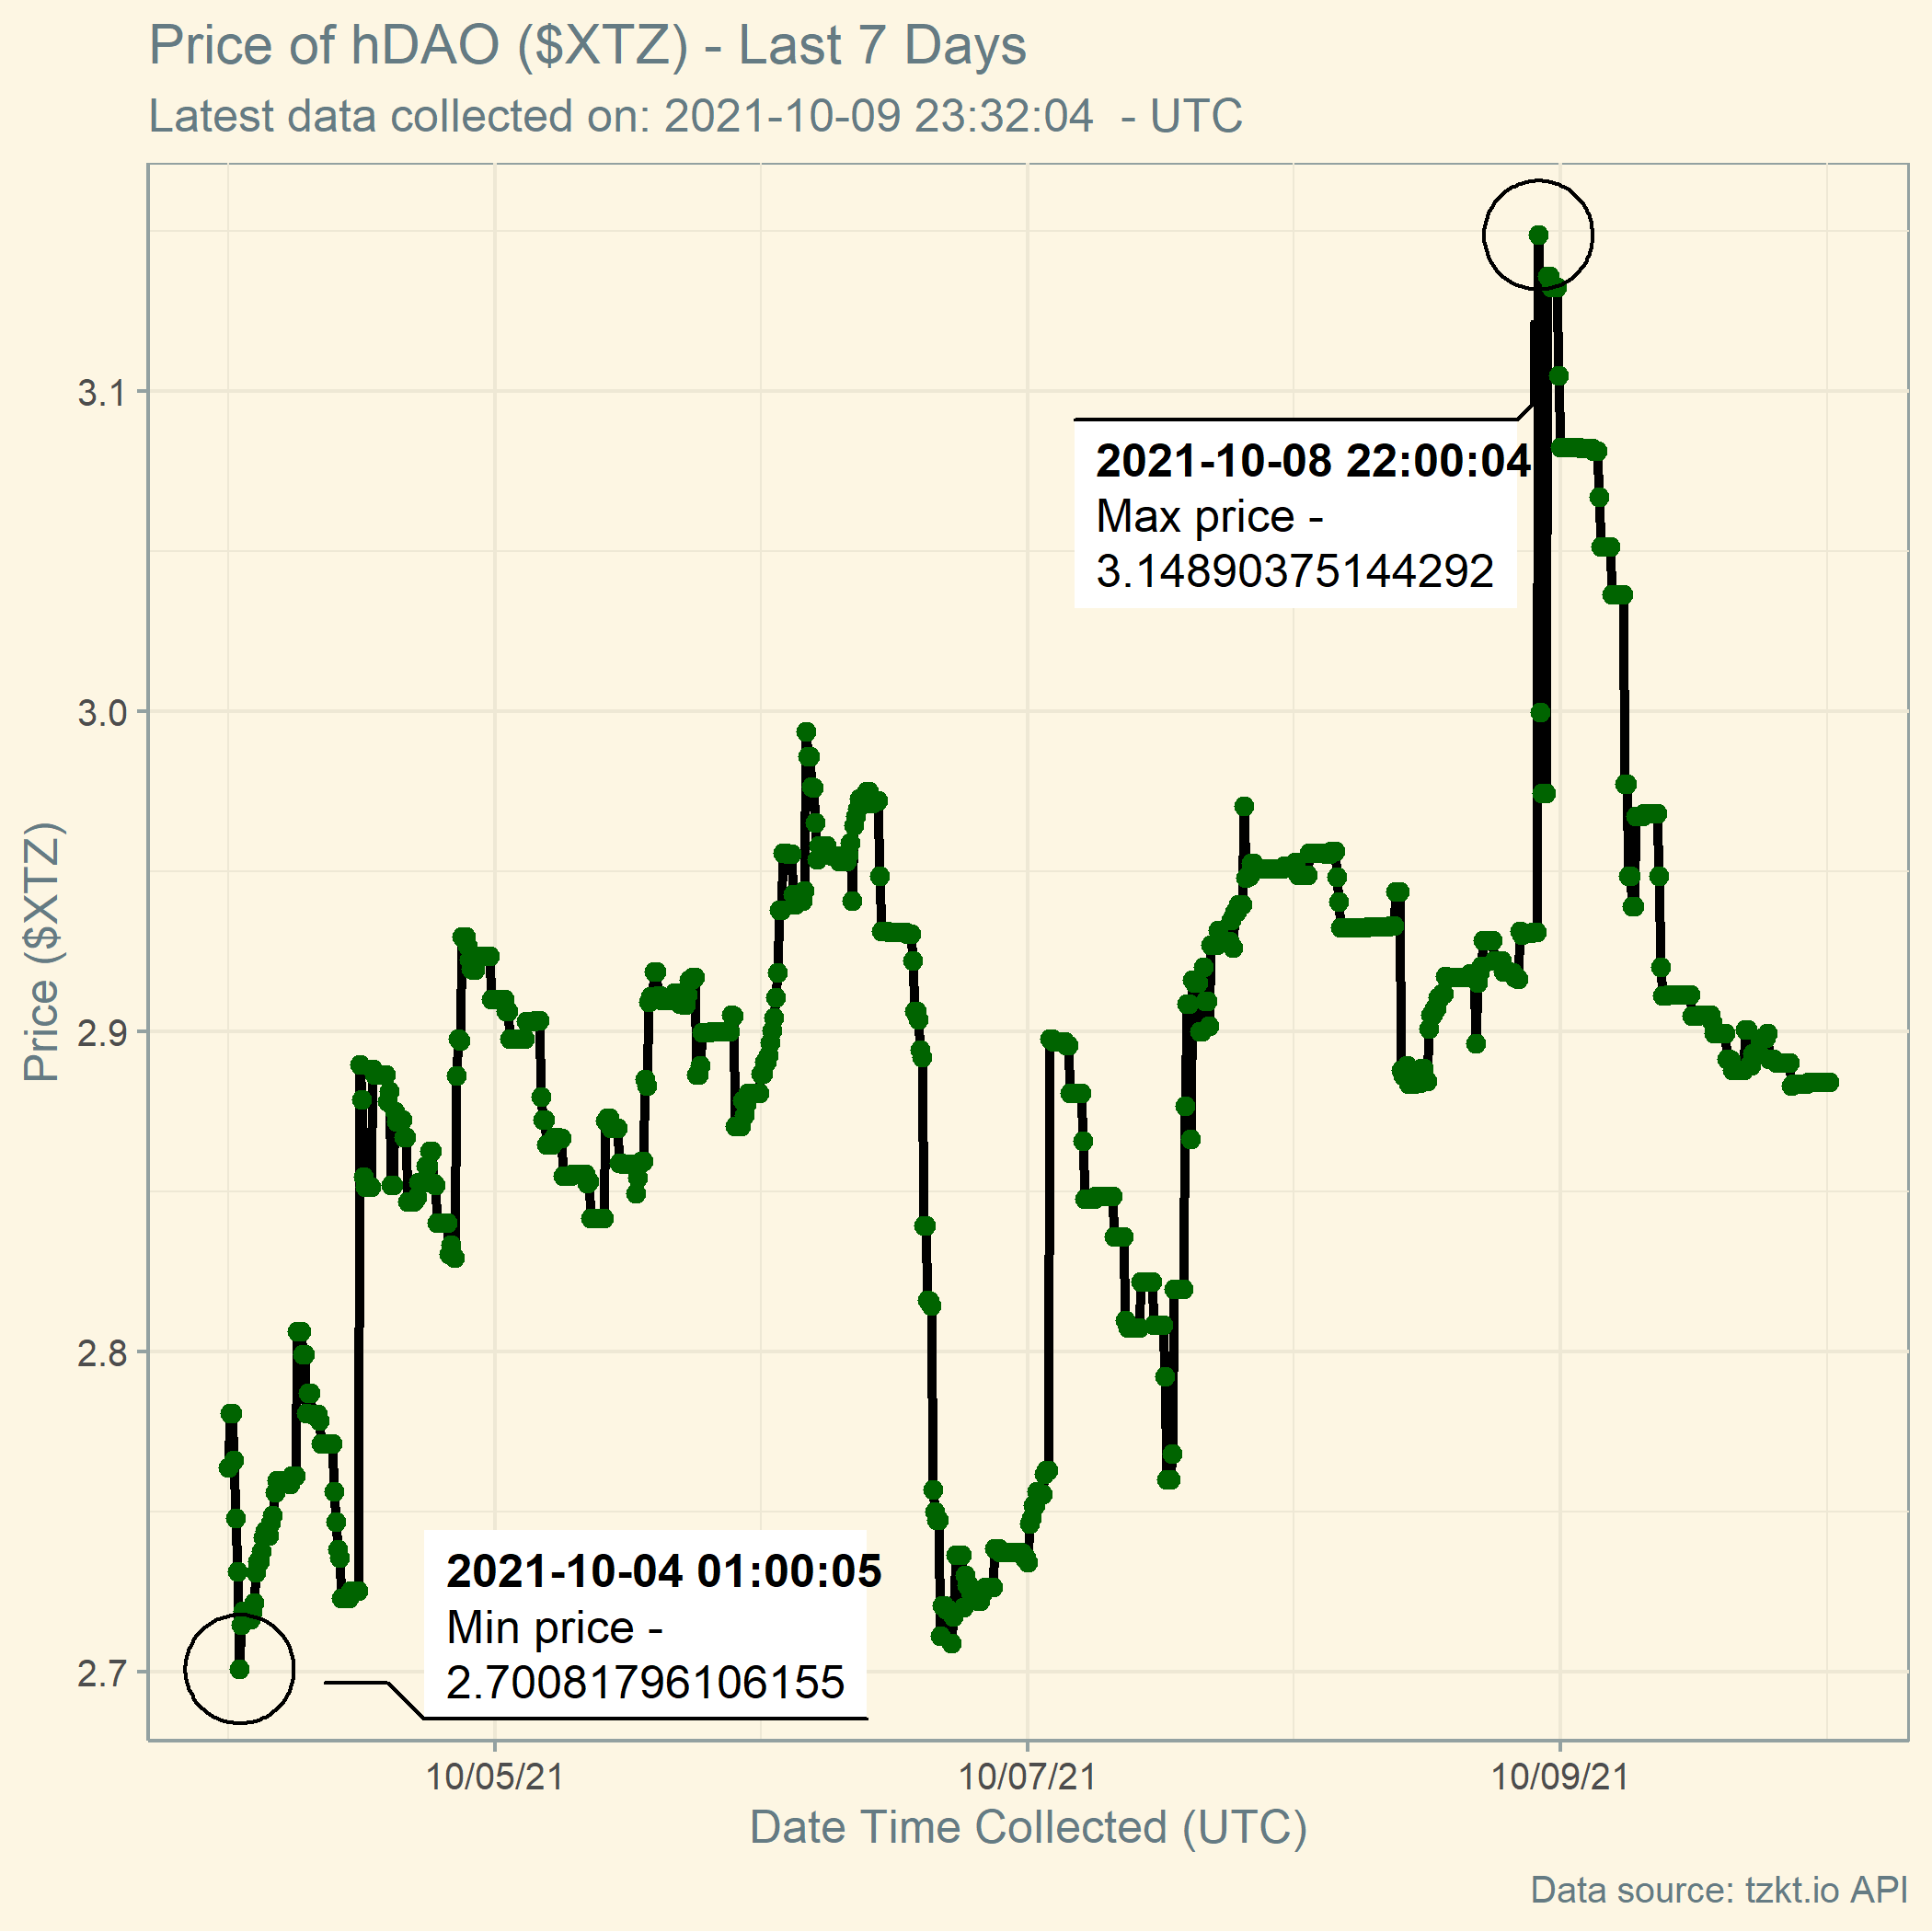 Price of hDAO ($XTZ) - Last 7 Days
Latest data collected on: 2021-10-09 23:32:04  - UTC
Price ($XTZ)
3.1
3.0
2.9
2.8
2.7
2021-10-08 22:00:04
Max price -
3.14890375144292
2021-10-04 01:00:05
Min price -
2.70081796106155
10/05/21
10/07/21
10/09/21
Date Time Collected (UTC)
Data source: tzkt.io API